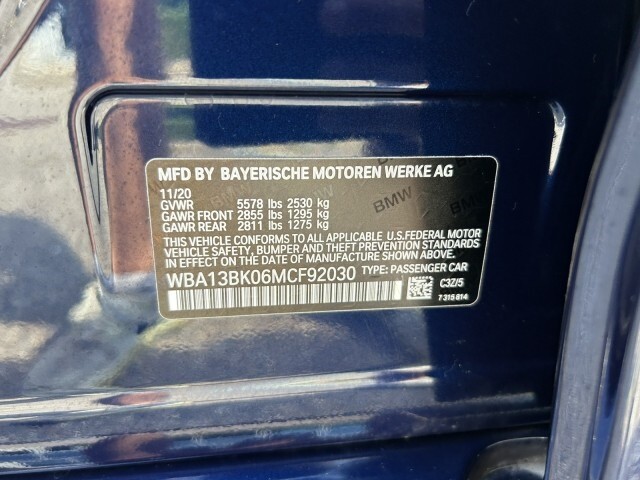 MFD BY BAYERISCHE MOTOREN WERKE AG
11/20
GVWR 5578 lbs 2530 kg
GAWR FRONT 2855 lbs 1295 kg
GAWR REAR 2811 lbs 1275 kg
THIS VEHICLE CONFORMS TO ALL APPLICABLE U.S.FEDERAL MOTOR
VEHICLE SAFETY, BUMPER, AND THEFT PREVENTION STANDARDS
IN EFFECT ON THE DATE OF MANUFACTURE SHOWN ABOVE.
WBA13BK06MCF92030 TYPE: PASSENGER CAR
C3Z/5
7 315 814
BMW
BMW